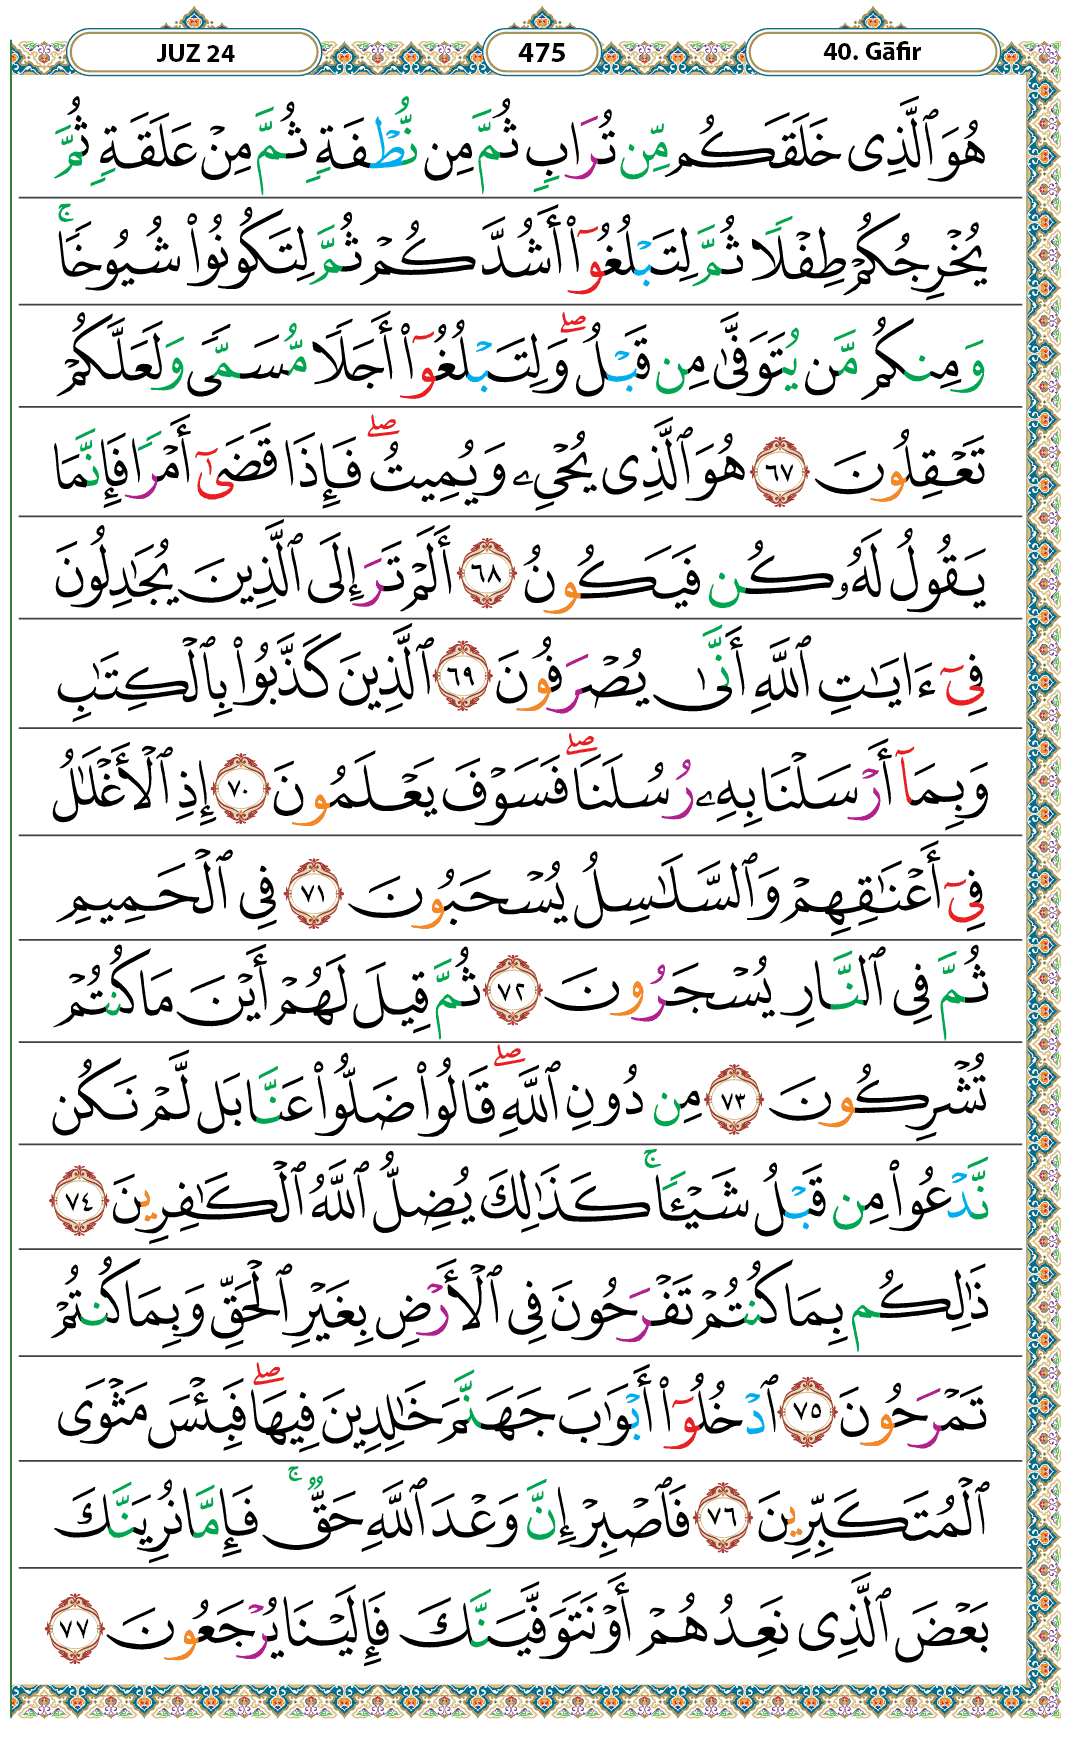 JUZ 24 475 40. Gāfir
هُوَ ٱلَّذِى خَلَقَكُم مِّن تُرَابٍ ثُمَّ مِن نُّطْفَةٍ ثُمَّ مِنْ عَلَقَةٍ ثُمَّ
يُخْرِجُكُمْ طِفْلًا ثُمَّ لِتَبْلُغُوٓا۟ أَشُدَّكُمْ ثُمَّ لِتَكُونُوا۟ شُيُوخًا ۚ
وَمِنكُم مَّن يُتَوَفَّىٰ مِن قَبْلُ ۖ وَلِتَبْلُغُوٓا۟ أَجَلًا مُّسَمًّى وَلَعَلَّكُمْ
تَعْقِلُونَ ٦٧ هُوَ ٱلَّذِى يُحْىِۦ وَيُمِيتُ ۖ فَإِذَا قَضَىٰٓ أَمْرًا فَإِنَّمَا
يَقُولُ لَهُۥ كُن فَيَكُونُ ٦٨ أَلَمْ تَرَ إِلَى ٱلَّذِينَ يُجَـٰدِلُونَ
فِىٓ ءَايَـٰتِ ٱللَّهِ أَنَّىٰ يُصْرَفُونَ ٦٩ ٱلَّذِينَ كَذَّبُوا۟ بِٱلْكِتَـٰبِ
وَبِمَآ أَرْسَلْنَا بِهِۦ رُسُلَنَا ۖ فَسَوْفَ يَعْلَمُونَ ٧٠ إِذِ ٱلْأَغْلَـٰلُ
فِىٓ أَعْنَـٰقِهِمْ وَٱلسَّلَـٰسِلُ يُسْحَبُونَ ٧١ فِى ٱلْحَمِيمِ
ثُمَّ فِى ٱلنَّارِ يُسْجَرُونَ ٧٢ ثُمَّ قِيلَ لَهُمْ أَيْنَ مَا كُنتُمْ
تُشْرِكُونَ ٧٣ مِن دُونِ ٱللَّهِ ۖ قَالُوا۟ ضَلُّوا۟ عَنَّا بَل لَّمْ نَكُن
نَّدْعُوا۟ مِن قَبْلُ شَيْـًٔا ۚ كَذَٰلِكَ يُضِلُّ ٱللَّهُ ٱلْكَـٰفِرِينَ ٧٤
ذَٰلِكُم بِمَا كُنتُمْ تَفْرَحُونَ فِى ٱلْأَرْضِ بِغَيْرِ ٱلْحَقِّ وَبِمَا كُنتُمْ
تَمْرَحُونَ ٧٥ ٱدْخُلُوٓا۟ أَبْوَٰبَ جَهَنَّمَ خَـٰلِدِينَ فِيهَا ۖ فَبِئْسَ مَثْوَى
ٱلْمُتَكَبِّرِينَ ٧٦ فَٱصْبِرْ إِنَّ وَعْدَ ٱللَّهِ حَقٌّ ۚ فَإِمَّا نُرِيَنَّكَ
بَعْضَ ٱلَّذِى نَعِدُهُمْ أَوْ نَتَوَفَّيَنَّكَ فَإِلَيْنَا يُرْجَعُونَ ٧٧